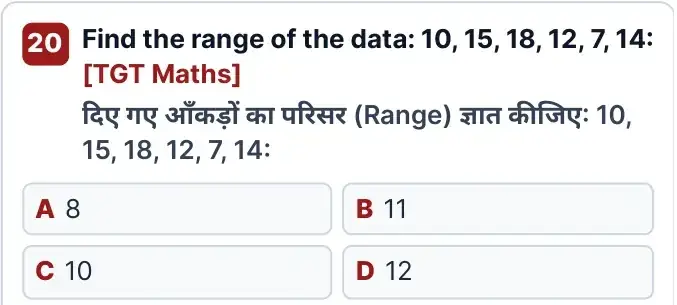 20 Find the range of the data: 10, 15, 18, 12, 7, 14:
[TGT Maths]
दिए गए आँकड़ों का परिसर (Range) ज्ञात कीजिए: 10,
15, 18, 12, 7, 14:
A 8
B 11
C 10
D 12